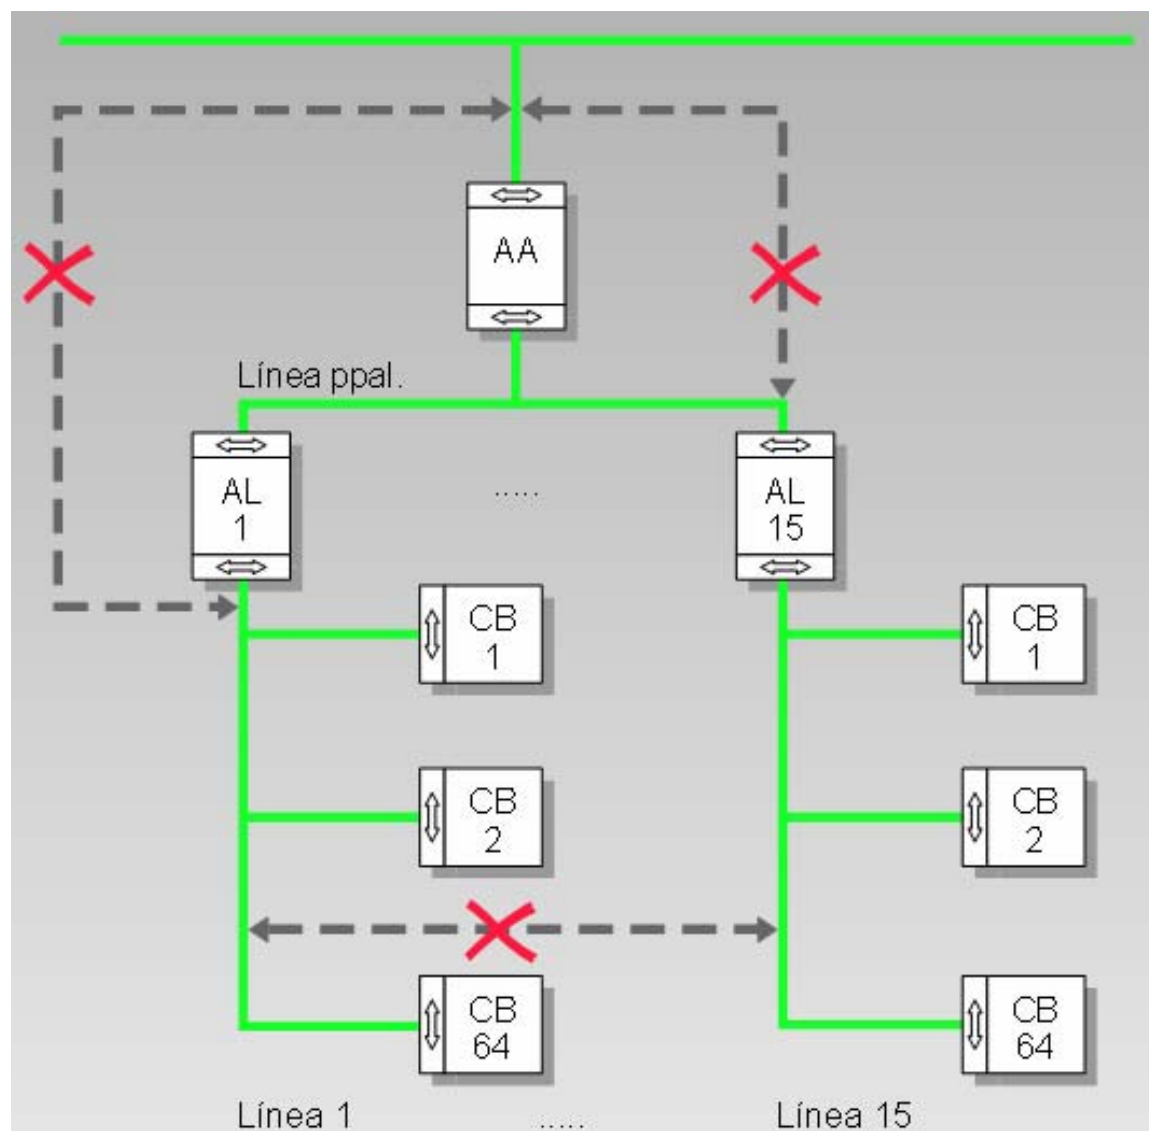 AA
Línea ppal.
AL
1
.....
AL
15
CB
1
CB
1
CB
2
CB
2
CB
64
CB
64
Línea 1
.....
Línea 15